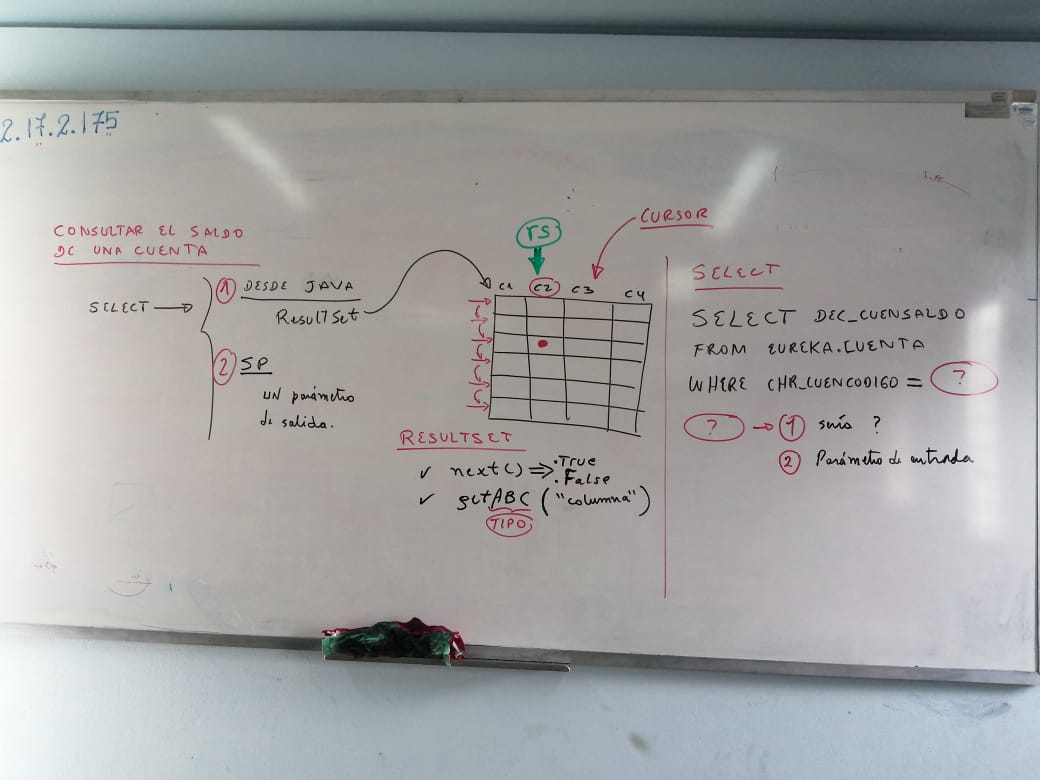 2.17.2.175
CONSULTAR EL SALDO
DE UNA CUENTA
SELECT
1 DESDE JAVA
ResultSet
2 SP
UN parámetro
de salida.
rs
CURSOR
C1 C2 C3 C4
RESULTSET
✓ next() ⇒ .True
.False
✓ getABC ("columna")
TIPO
SELECT
SELECT DEC_CUENSALDO
FROM EUREKA.CUENTA
WHERE CHR_CUENCODIGO = ?
? → 1 ?
2 Parámetro de entrada